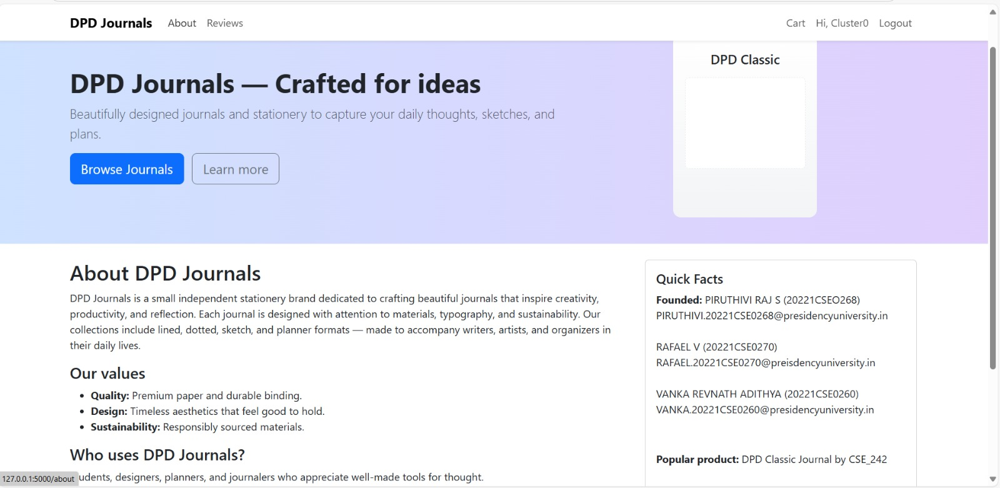 DPD Journals
About
Reviews
Cart
Hi, Cluster0
Logout
DPD Journals — Crafted for ideas
Beautifully designed journals and stationery to capture your daily thoughts, sketches, and
plans.
Browse Journals
Learn more
DPD Classic
About DPD Journals
DPD Journals is a small independent stationery brand dedicated to crafting beautiful journals that inspire creativity,
productivity, and reflection. Each journal is designed with attention to materials, typography, and sustainability. Our
collections include lined, dotted, sketch, and planner formats — made to accompany writers, artists, and organizers in
their daily lives.
Our values
Quality: Premium paper and durable binding.
Design: Timeless aesthetics that feel good to hold.
Sustainability: Responsibly sourced materials.
Who uses DPD Journals?
udents, designers, planners, and journalers who appreciate well-made tools for thought.
Quick Facts
Founded: PIRUTHIVI RAJ S (20221CSEO268)
PIRUTHIVI.20221CSE0268@presidencyuniversity.in
RAFAEL V (20221CSE0270)
RAFAEL.20221CSE0270@preisdencyuniversity.in
VANKA REVNATH ADITHYA (20221CSE0260)
VANKA.20221CSE0260@presidencyuniversity.in
Popular product: DPD Classic Journal by CSE_242
127.0.0.1:5000/about